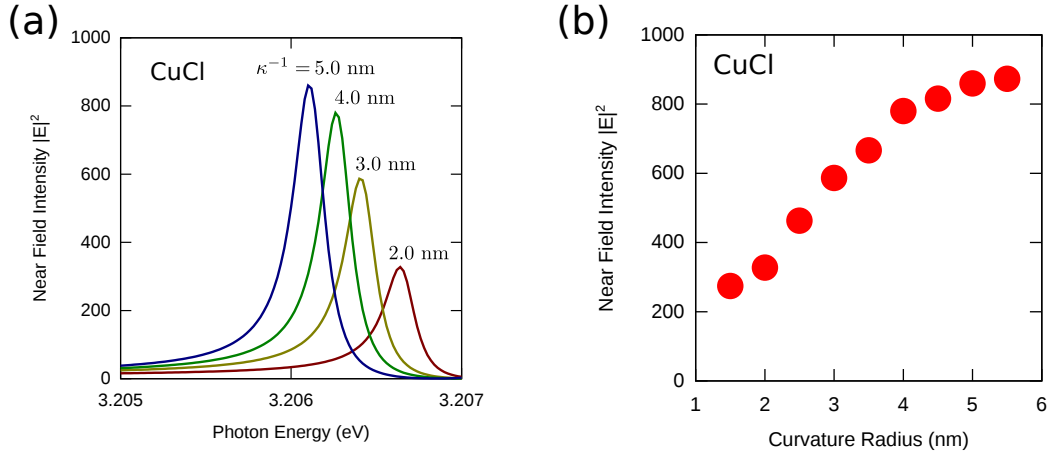 (a)
CuCl
κ⁻¹ = 5.0 nm
4.0 nm
3.0 nm
2.0 nm
1000
800
600
400
200
0
3.205
3.206
3.207
Near Field Intensity |E|²
Photon Energy (eV)
(b)
CuCl
1000
800
600
400
200
0
1
2
3
4
5
6
Near Field Intensity |E|²
Curvature Radius (nm)